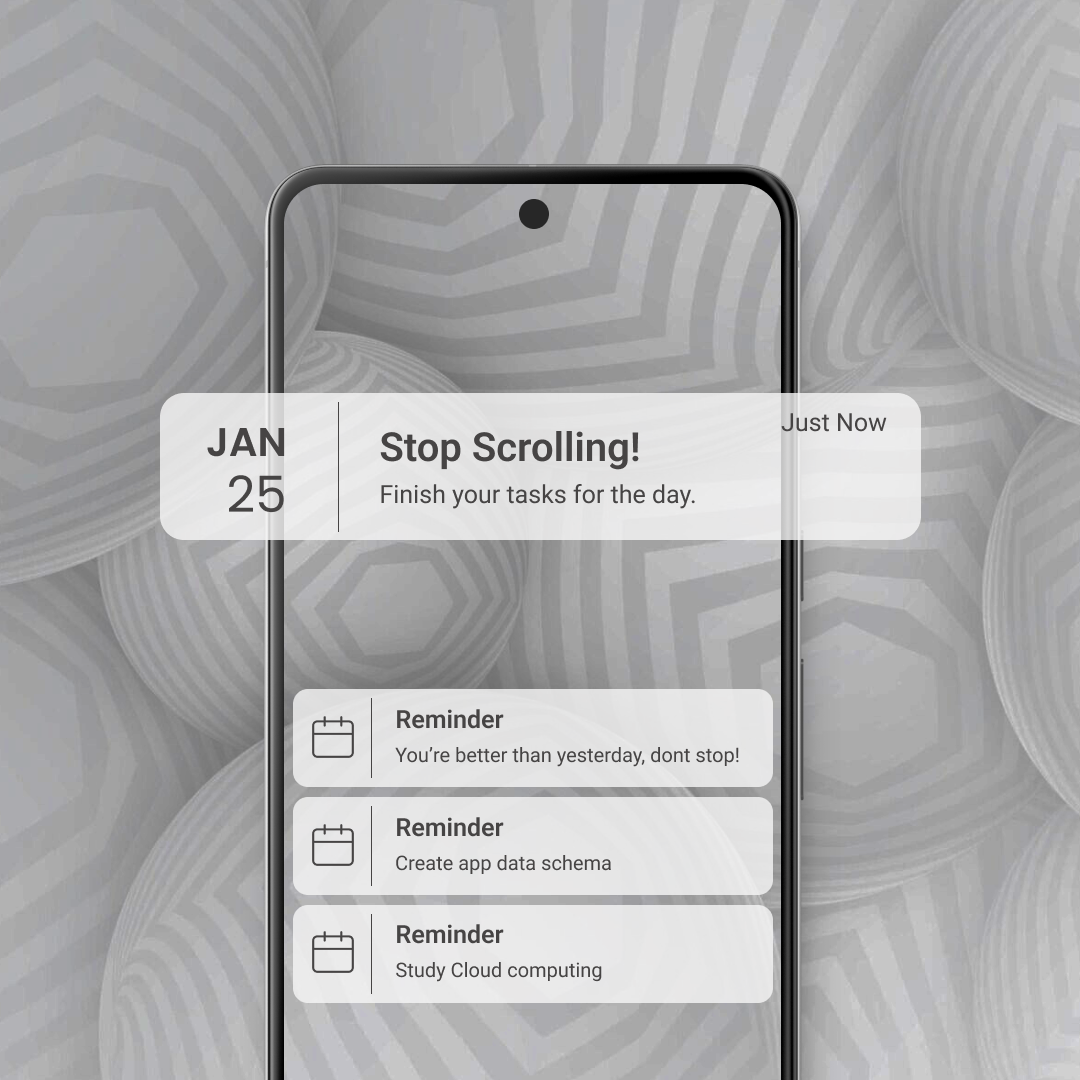 Just Now
JAN
25
Stop Scrolling!
Finish your tasks for the day.
Reminder
You’re better than yesterday, dont stop!
Reminder
Create app data schema
Reminder
Study Cloud computing